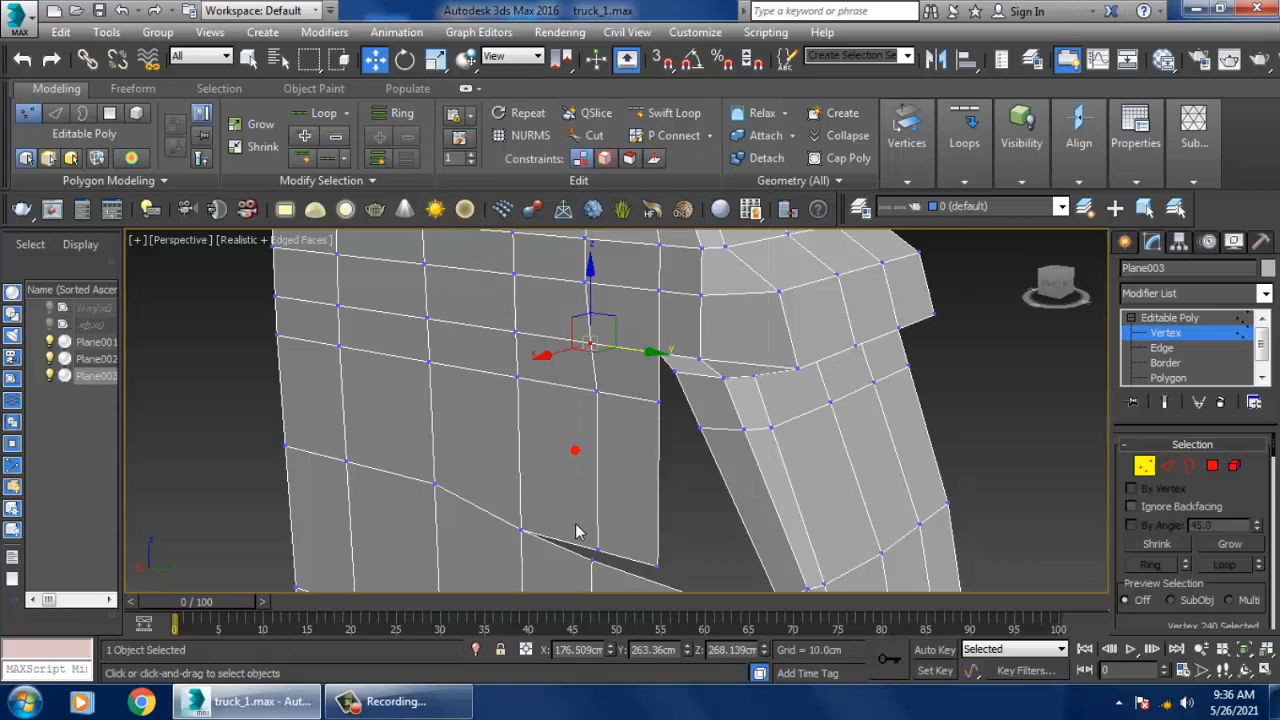 Workspace: Default
Autodesk 3ds Max 2016 truck_1.max
Type a keyword or phrase
Sign In
MAX
Edit Tools Group Views Create Modifiers Animation Graph Editors Rendering Civil View Customize Scripting Help
All
View
Create Selection Se
Modeling Freeform Selection Object Paint Populate
Loop Ring Repeat QSlice Swift Loop Relax Create
Grow
Editable Poly NURMS Cut P Connect Attach Collapse Vertices Loops Visibility Align Properties Sub...
Shrink
1 Constraints: Detach Cap Poly
Polygon Modeling Modify Selection Edit Geometry (All)
0 (default)
Select Display
[+] [Perspective] [Realistic + Edged Faces]
Name (Sorted Ascen
Plane001
Plane002
Plane003
z
x
y
z
x
Plane003
Modifier List
Editable Poly
Vertex
Edge
Border
Polygon
Selection
By Vertex
Ignore Backfacing
By Angle: 45.0
Shrink Grow
Ring Loop
Preview Selection
Off SubObj Multi
Vertex 240 Selected
0 / 100
0 5 10 15 20 25 30 35 40 45 50 55 60 65 70 75 80 85 90 95 100
1 Object Selected X: 176.509cm Y: 263.36cm Z: 268.139cm Grid = 10.0cm Auto Key Selected
MAXScript Mi Click or click-and-drag to select objects Add Time Tag Set Key Key Filters... 0
truck_1.max - Aut... Recording...
9:36 AM
5/26/2021